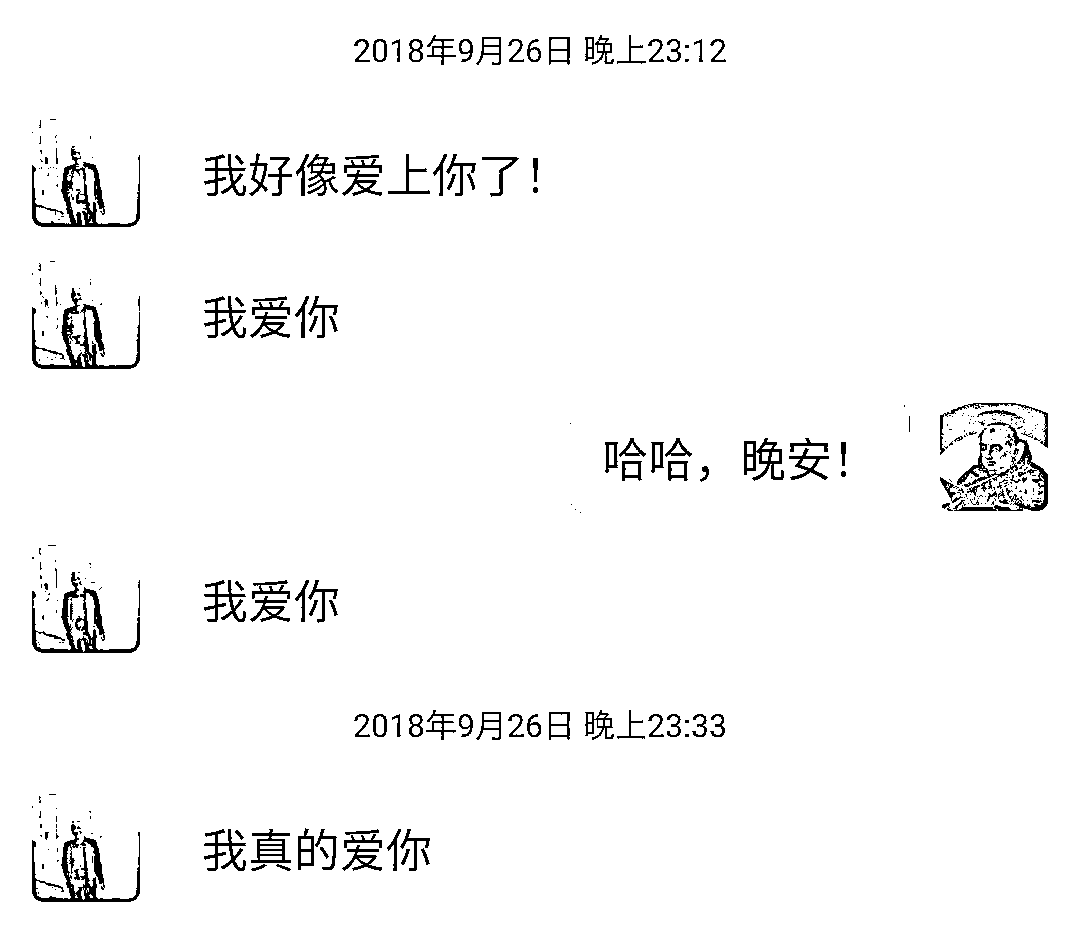 2018年9月26日 晚上23:12
我好像爱上你了！
我爱你
哈哈，晚安！
我爱你
2018年9月26日 晚上23:33
我真的爱你